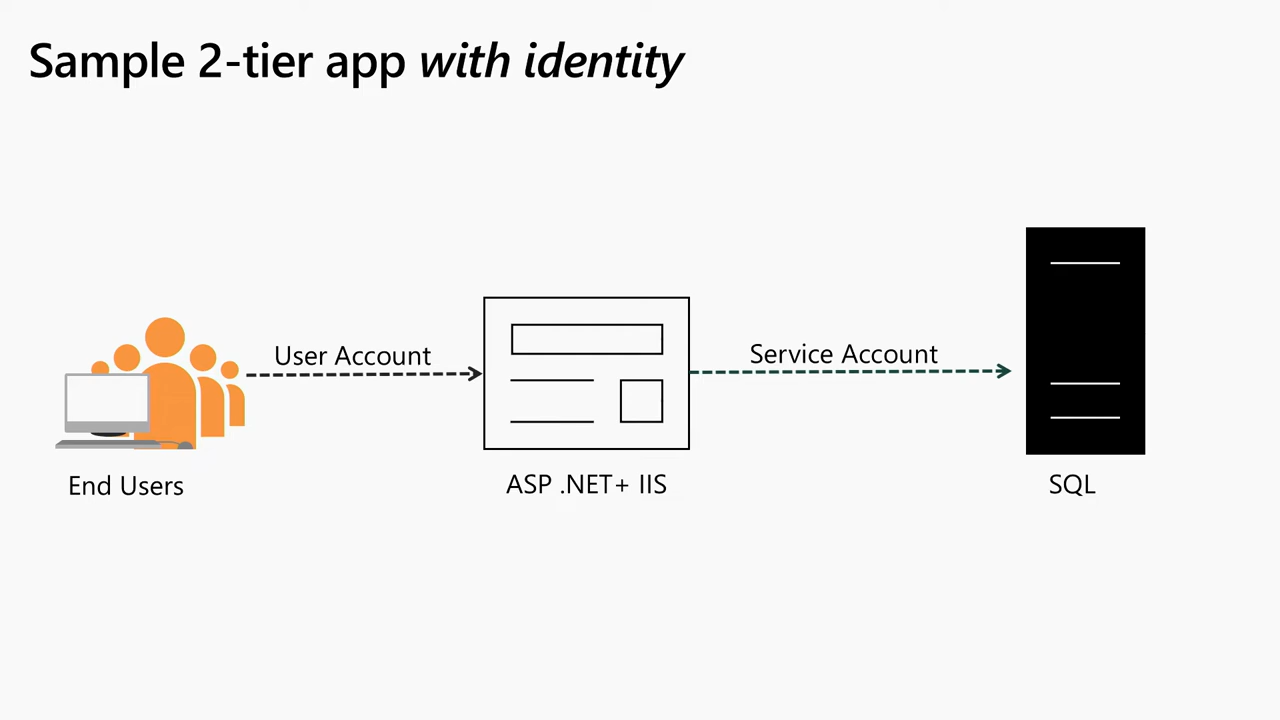 Sample 2-tier app with identity
User Account
Service Account
End Users
ASP .NET+ IIS
SQL